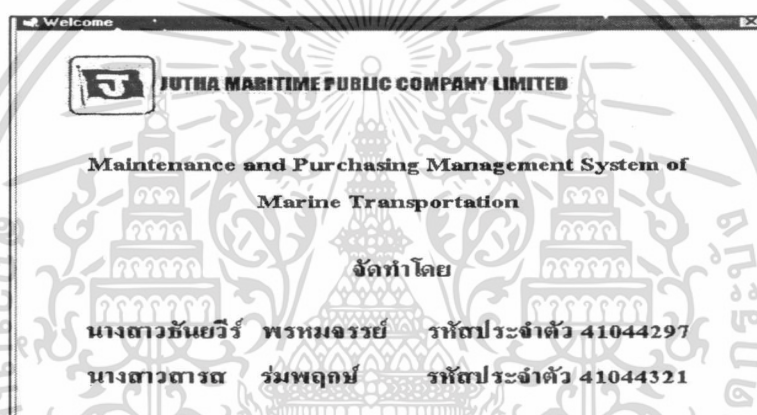 Welcome
JUTHA MARITIME PUBLIC COMPANY LIMITED
Maintenance and Purchasing Management System of
Marine Transportation
จัดทำโดย
นางสาวธันยวีร์ พรหมจรรย์ รหัสประจำตัว 41044297
นางสาวสารส ร่มพฤกษ์ รหัสประจำตัว 41044321